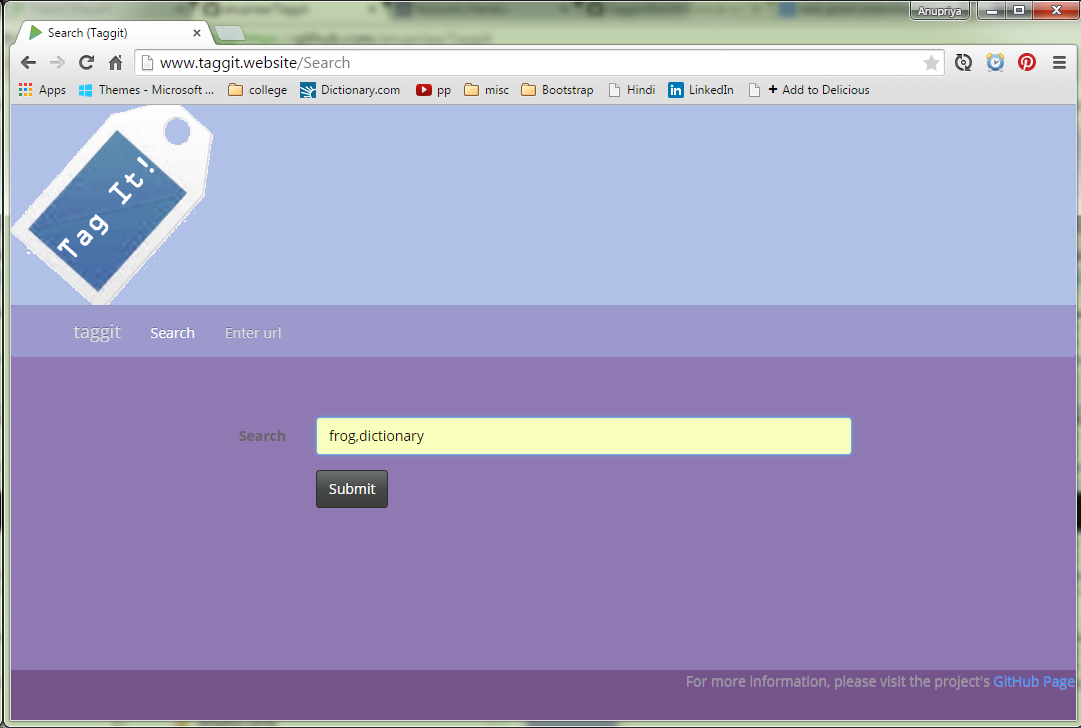 Anupriya
Search (Taggit)
www.taggit.website/Search
Apps Themes - Microsoft ... college Dictionary.com pp misc Bootstrap Hindi LinkedIn + Add to Delicious
Tag It!
taggit Search Enter url
Search frog,dictionary
Submit
For more information, please visit the project's GitHub Page